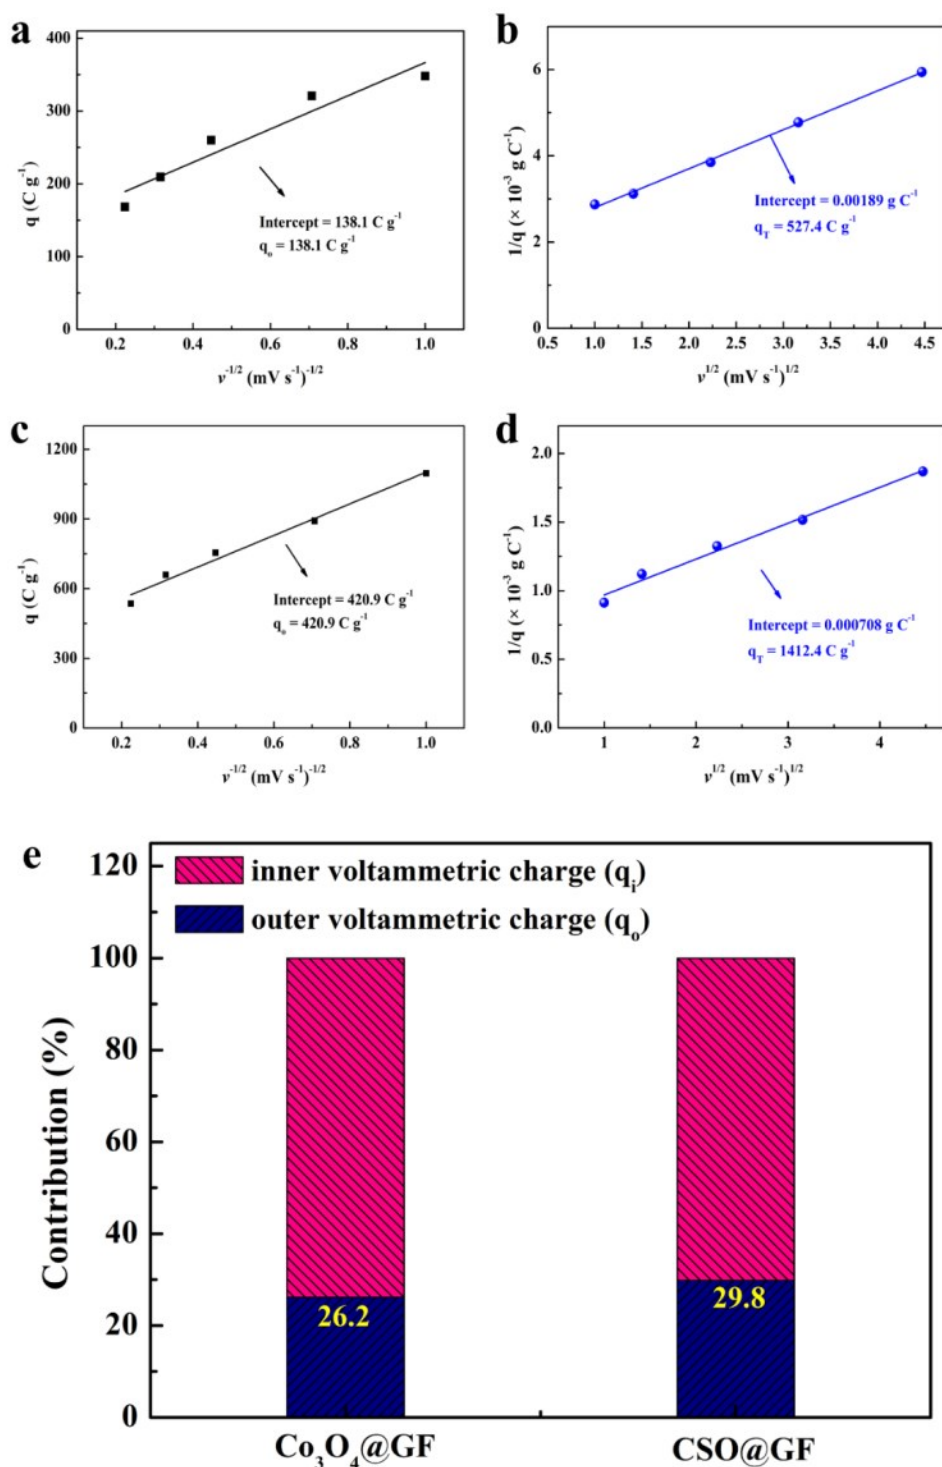 a
400
300
200
100
0
q (C g⁻¹)
Intercept = 138.1 C g⁻¹
qₒ = 138.1 C g⁻¹
0.2 0.4 0.6 0.8 1.0
v⁻¹/² (mV s⁻¹)⁻¹/²
b
6
4
2
0
1/q (× 10⁻³ g C⁻¹)
Intercept = 0.00189 g C⁻¹
q_T = 527.4 C g⁻¹
0.5 1.0 1.5 2.0 2.5 3.0 3.5 4.0 4.5
v¹/² (mV s⁻¹)¹/²
c
1200
900
600
300
0
q (C g⁻¹)
Intercept = 420.9 C g⁻¹
qₒ = 420.9 C g⁻¹
0.2 0.4 0.6 0.8 1.0
v⁻¹/² (mV s⁻¹)⁻¹/²
d
2.0
1.5
1.0
0.5
0.0
1/q (× 10⁻³ g C⁻¹)
Intercept = 0.000708 g C⁻¹
q_T = 1412.4 C g⁻¹
1 2 3 4
v¹/² (mV s⁻¹)¹/²
e
120
100
80
60
40
20
0
Contribution (%)
inner voltammetric charge (qᵢ)
outer voltammetric charge (qₒ)
26.2
29.8
Co₃O₄@GF CSO@GF